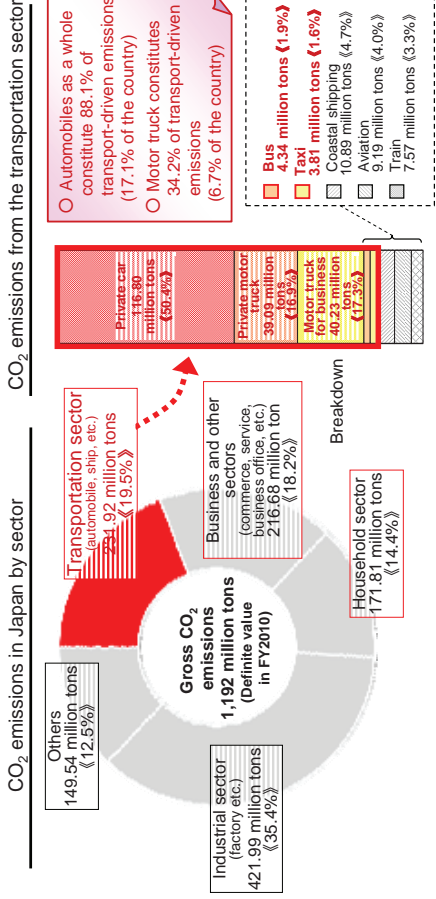 CO2 emissions in Japan by sector
Others
149.54 million tons
《12.5%》
Transportation sector
(automobile, ship, etc.)
231.92 million tons
《19.5%》
Gross CO2
emissions
1,192 million tons
(Definite value
in FY2010)
Business and other
sectors
(commerce, service,
business office, etc.)
216.68 million ton
《18.2%》
Industrial sector
(factory etc.)
421.99 million tons
《35.4%》
Household sector
171.81 million tons
《14.4%》
CO2 emissions from the transportation sector
Breakdown
Private car
116.80
million tons
《50.4%》
Private motor
truck
39.09 million
tons
《16.9%》
Motor truck
for business
40.23 million
tons
《17.3%》
○ Automobiles as a whole
constitute 88.1% of
transport-driven emissions
(17.1% of the country)
○ Motor truck constitutes
34.2% of transport-driven
emissions
(6.7% of the country)
Bus
4.34 million tons 《1.9%》
Taxi
3.81 million tons 《1.6%》
Coastal shipping
10.89 million tons 《4.7%》
Aviation
9.19 million tons 《4.0%》
Train
7.57 million tons 《3.3%》